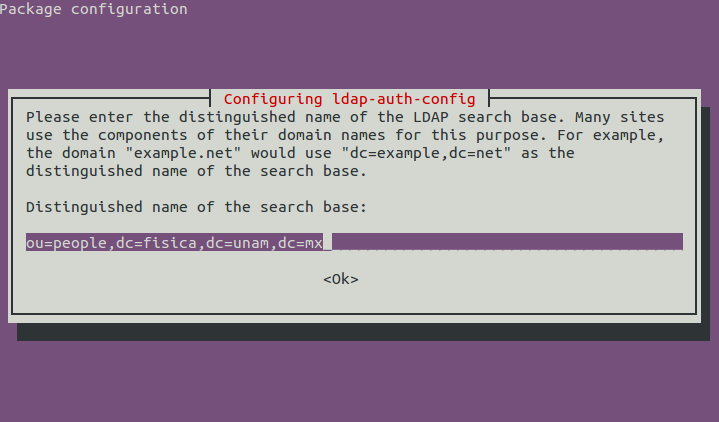 Package configuration
Configuring ldap-auth-config
Please enter the distinguished name of the LDAP search base. Many sites
use the components of their domain names for this purpose. For example,
the domain "example.net" would use "dc=example,dc=net" as the
distinguished name of the search base.
Distinguished name of the search base:
ou=people,dc=fisica,dc=unam,dc=mx
<Ok>